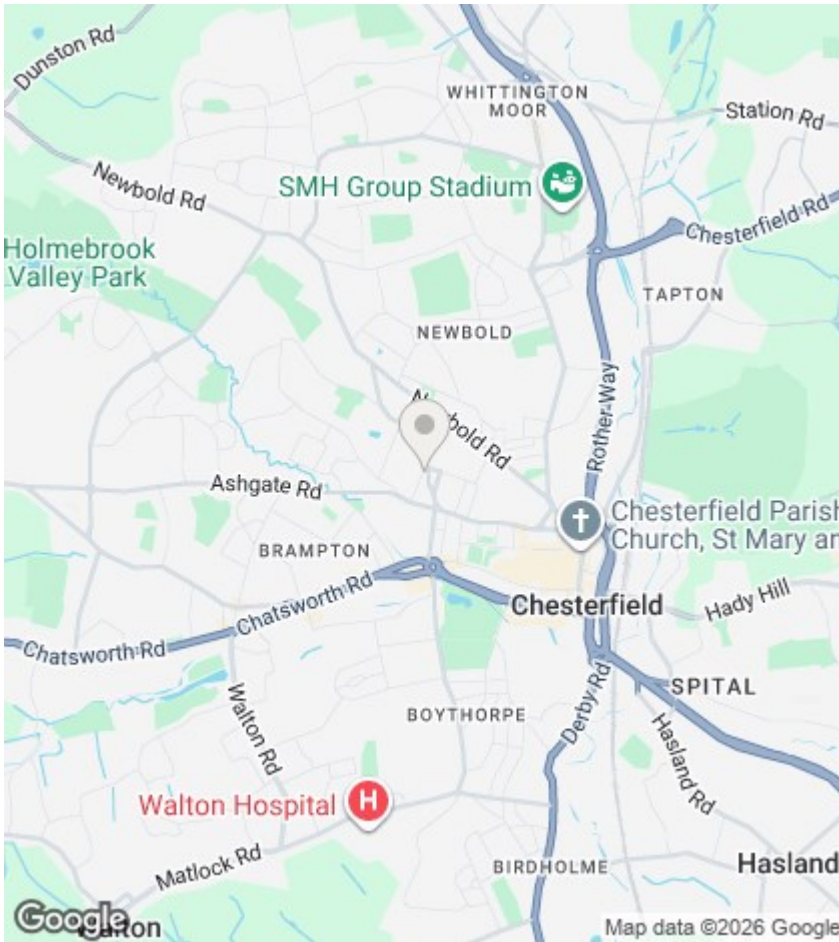 Dunston Rd
WHITTINGTON
MOOR
Station Rd
Newbold Rd
SMH Group Stadium
Chesterfield Rd
Holmebrook
Valley Park
TAPTON
NEWBOLD
Newbold Rd
Rother Way
Ashgate Rd
Chesterfield Parish
Church, St Mary an
BRAMPTON
Chatsworth Rd
Chesterfield
Hady Hill
Chatsworth Rd
SPITAL
Walton Rd
BOYTHORPE
Derby Rd
Hasland Rd
Walton Hospital
H
Matlock Rd
BIRDHOLME
Hasland
Google
Walton
Map data ©2026 Google